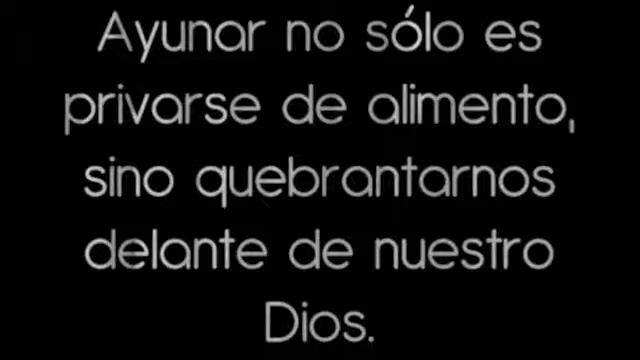 Ayunar no sólo es
privarse de alimento,
sino quebrantarnos
delante de nuestro
Dios.